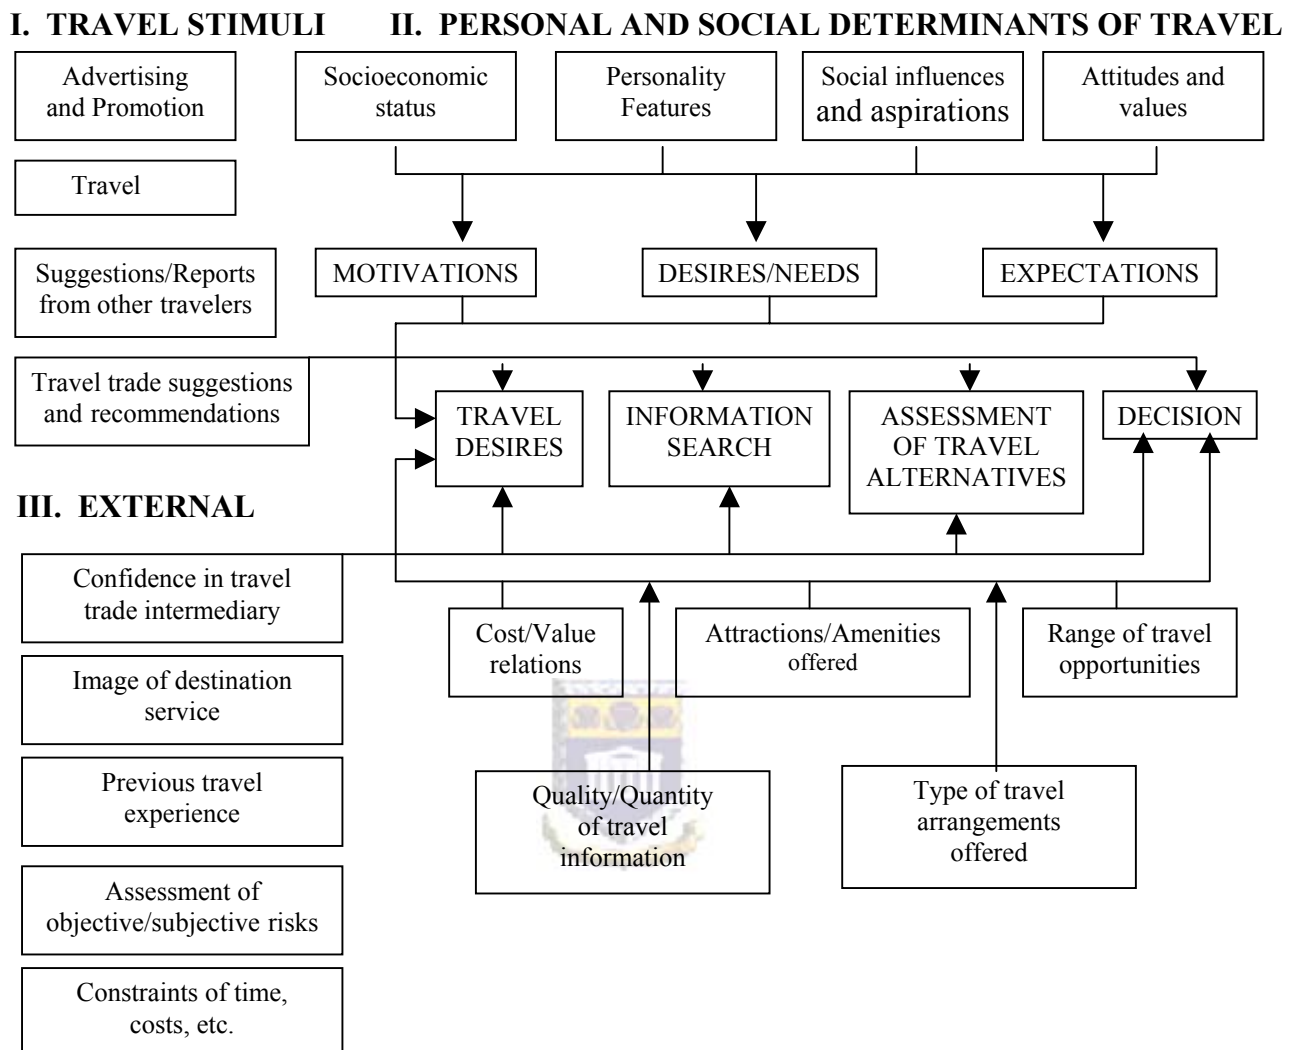 I. TRAVEL STIMULI
II. PERSONAL AND SOCIAL DETERMINANTS OF TRAVEL
Advertising
and Promotion
Socioeconomic
status
Personality
Features
Social influences
and aspirations
Attitudes and
values
Travel
Suggestions/Reports
from other travelers
MOTIVATIONS
DESIRES/NEEDS
EXPECTATIONS
Travel trade suggestions
and recommendations
TRAVEL
DESIRES
INFORMATION
SEARCH
ASSESSMENT
OF TRAVEL
ALTERNATIVES
DECISION
III. EXTERNAL
Confidence in travel
trade intermediary
Cost/Value
relations
Attractions/Amenities
offered
Range of travel
opportunities
Image of destination
service
Previous travel
experience
Quality/Quantity
of travel
information
Type of travel
arrangements
offered
Assessment of
objective/subjective risks
Constraints of time,
costs, etc.